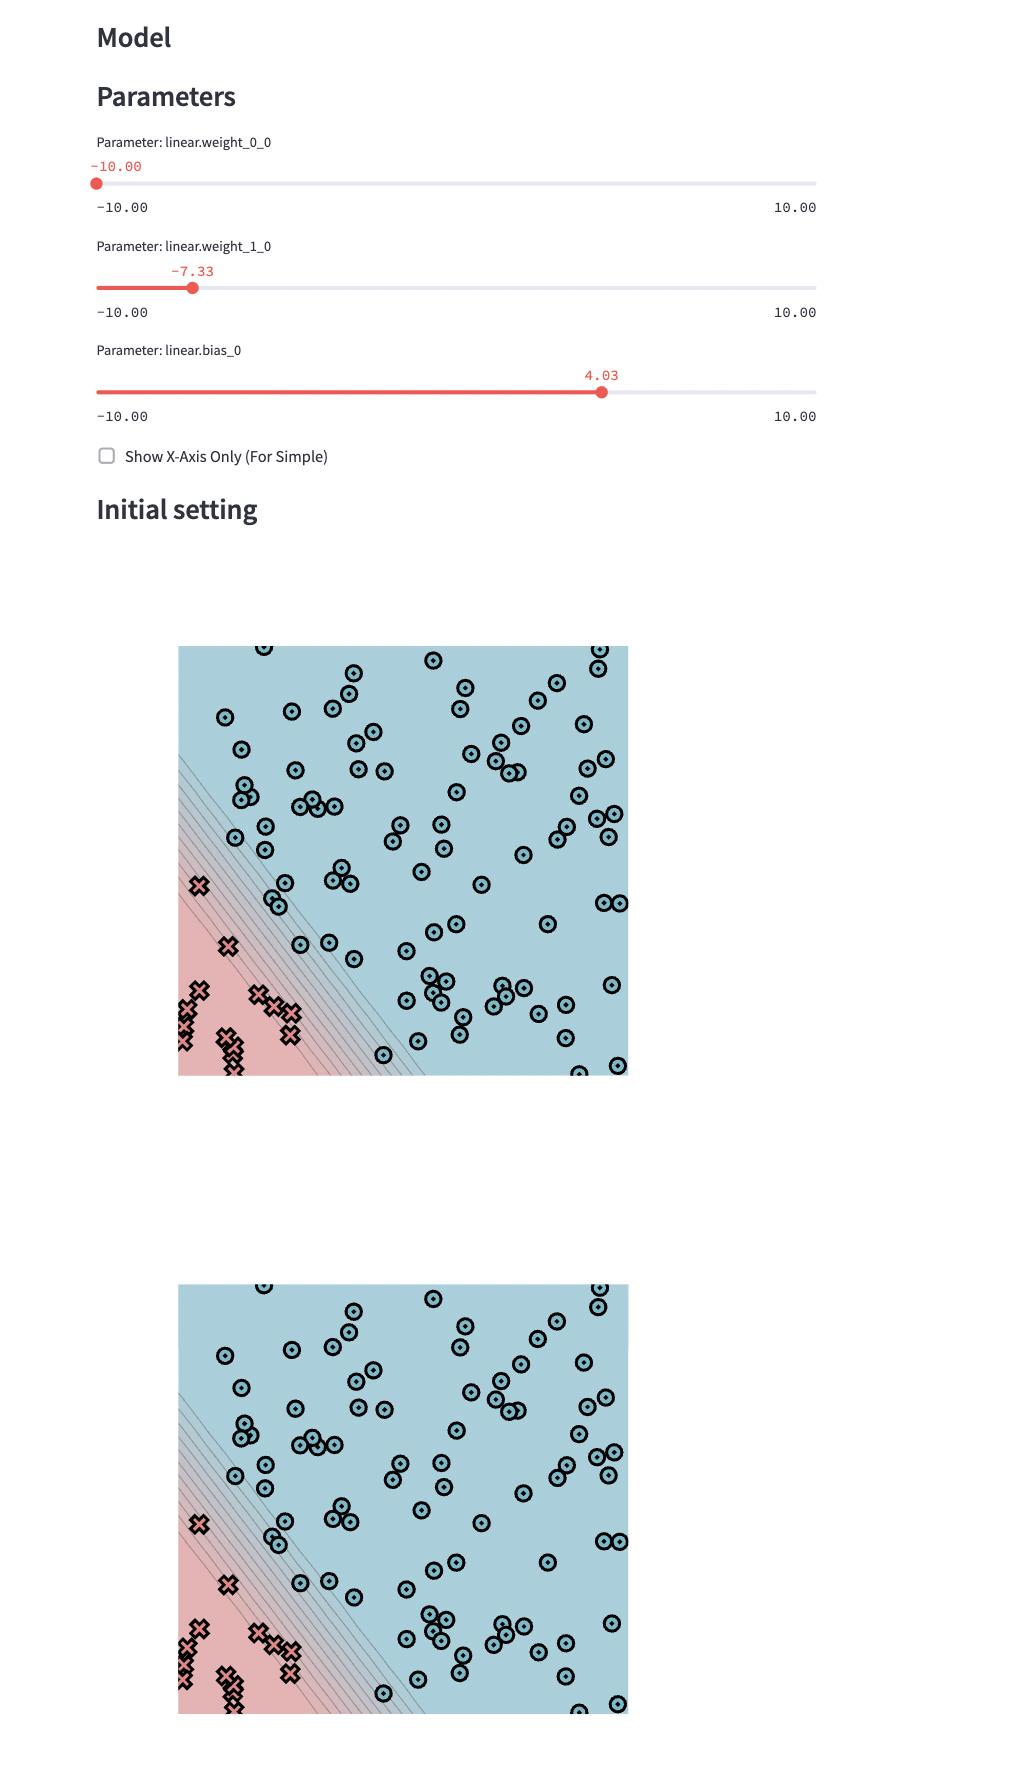 Model
Parameters
Parameter: linear.weight_0_0
-10.00
-10.00 10.00
Parameter: linear.weight_1_0
-7.33
-10.00 10.00
Parameter: linear.bias_0
4.03
-10.00 10.00
Show X-Axis Only (For Simple)
Initial setting